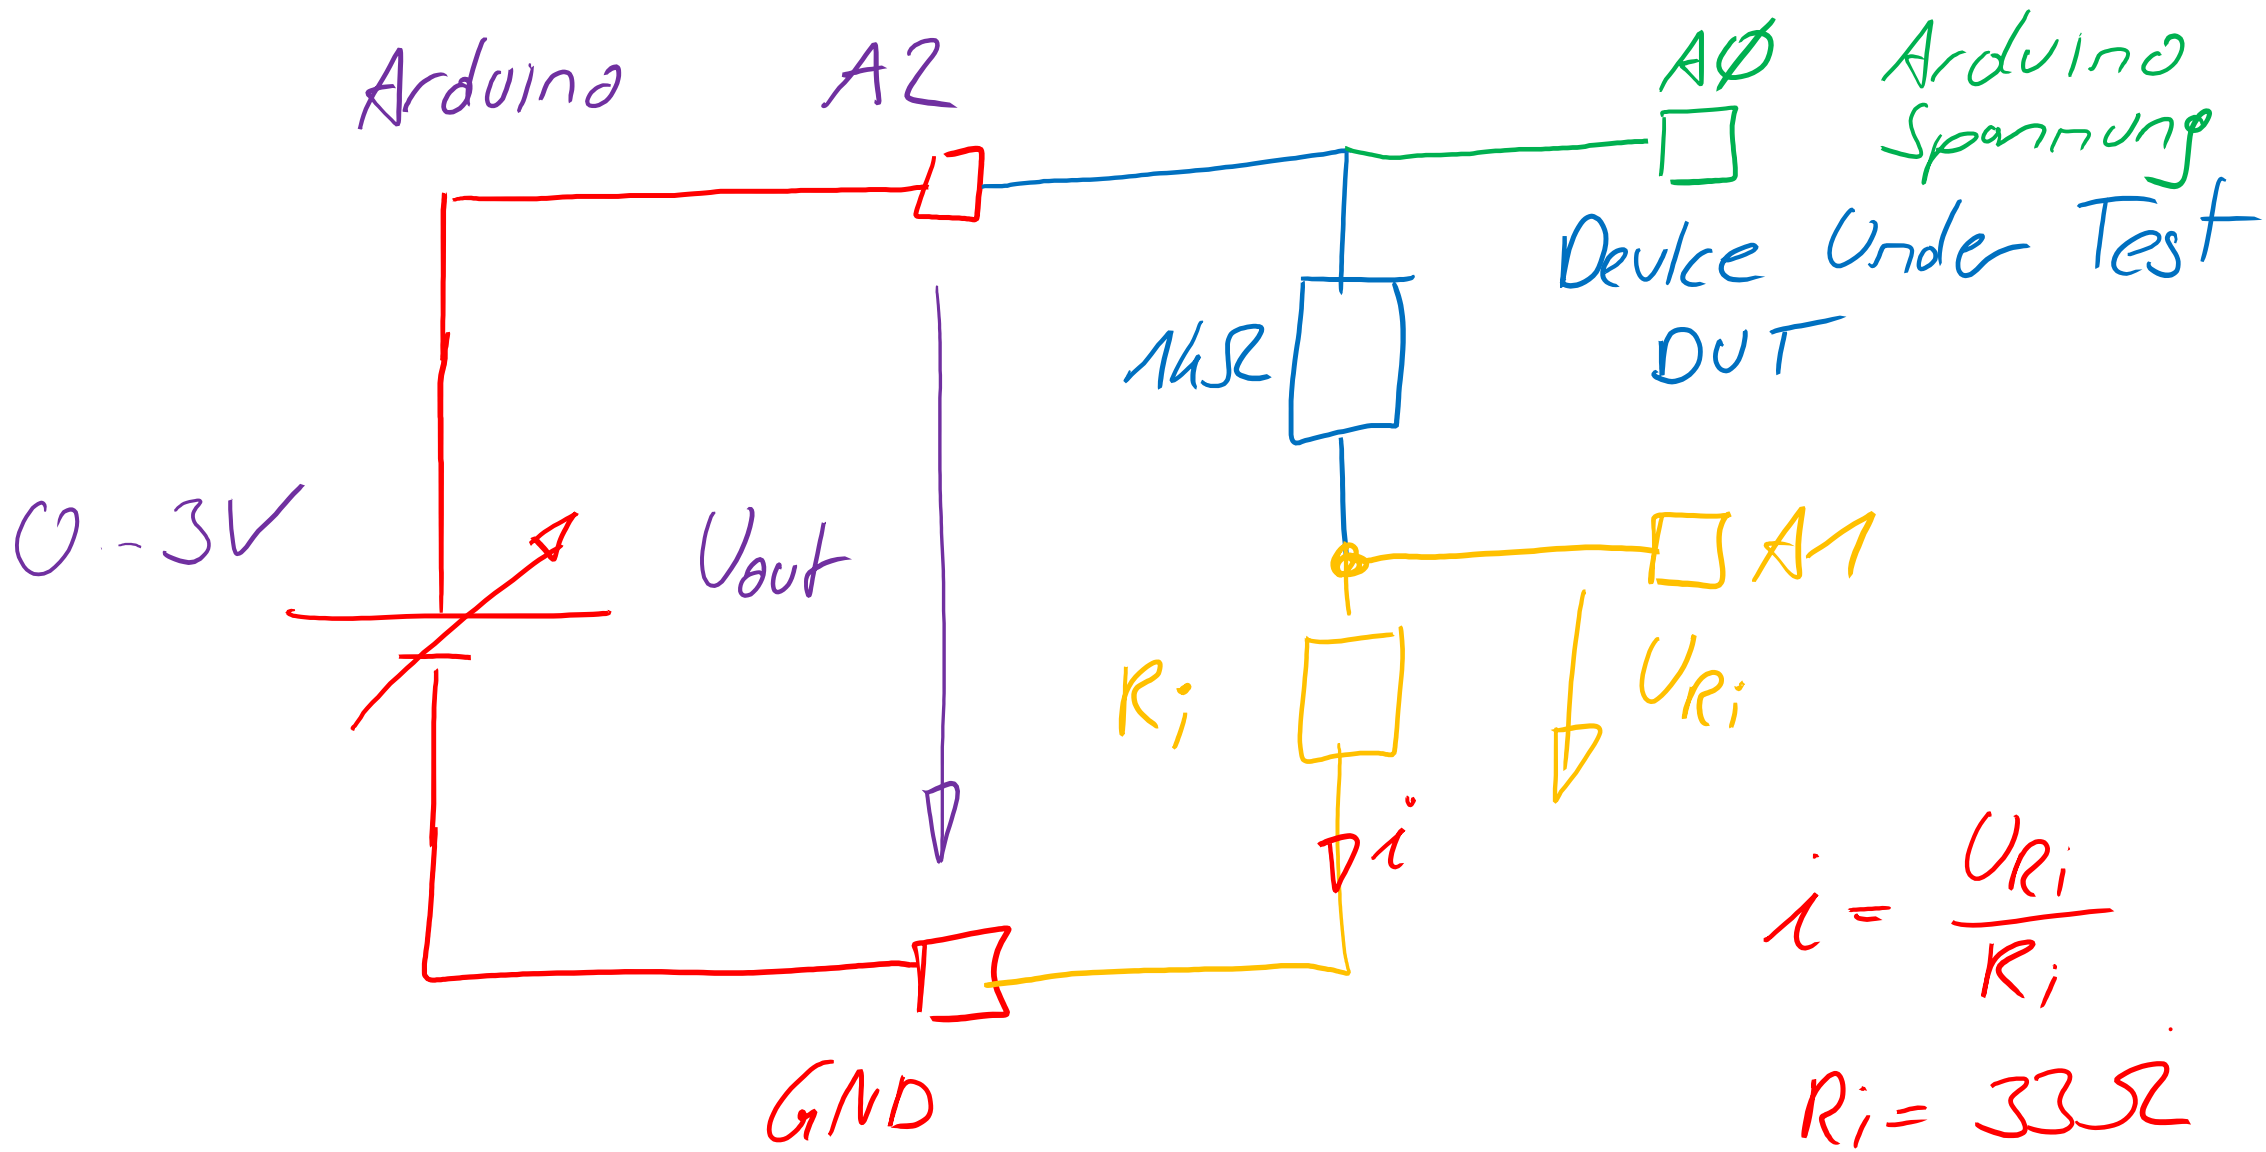 Arduino A2
AØ Arduino
Spannung
Device Under Test
DUT
1kΩ
0-3V
Uout
A1
Ri
URi
i
i = URi / Ri
GND
Ri = 33Ω